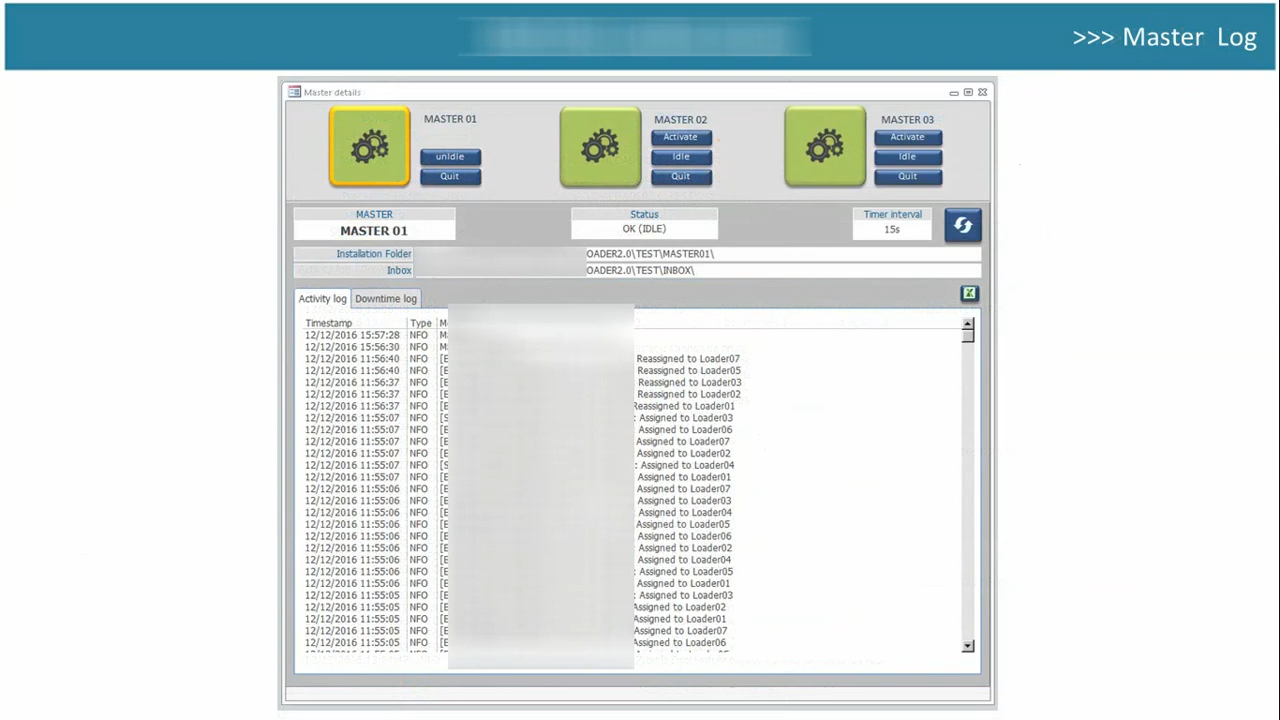 >>> Master Log
Master details
MASTER 01
unIdle
Quit
MASTER 02
Activate
Idle
Quit
MASTER 03
Activate
Idle
Quit
MASTER
MASTER 01
Status
OK (IDLE)
Timer interval
15s
Installation Folder OADER2.0\TEST\MASTER01\
Inbox OADER2.0\TEST\INBOX\
Activity log Downtime log
Timestamp Type
12/12/2016 15:57:28 NFO
12/12/2016 15:56:30 NFO
12/12/2016 11:56:40 NFO [E Reassigned to Loader07
12/12/2016 11:56:40 NFO [E Reassigned to Loader05
12/12/2016 11:56:37 NFO [E Reassigned to Loader03
12/12/2016 11:56:37 NFO [E Reassigned to Loader02
12/12/2016 11:56:37 NFO [E Reassigned to Loader01
12/12/2016 11:55:07 NFO [S : Assigned to Loader03
12/12/2016 11:55:07 NFO [E Assigned to Loader06
12/12/2016 11:55:07 NFO [E Assigned to Loader07
12/12/2016 11:55:07 NFO [E Assigned to Loader02
12/12/2016 11:55:07 NFO [S : Assigned to Loader04
12/12/2016 11:55:07 NFO [E Assigned to Loader01
12/12/2016 11:55:06 NFO [E Assigned to Loader07
12/12/2016 11:55:06 NFO [E Assigned to Loader03
12/12/2016 11:55:06 NFO [E Assigned to Loader04
12/12/2016 11:55:06 NFO [E Assigned to Loader05
12/12/2016 11:55:06 NFO [E Assigned to Loader06
12/12/2016 11:55:06 NFO [E Assigned to Loader02
12/12/2016 11:55:06 NFO [E Assigned to Loader04
12/12/2016 11:55:06 NFO [E : Assigned to Loader05
12/12/2016 11:55:06 NFO [E Assigned to Loader01
12/12/2016 11:55:05 NFO [E : Assigned to Loader03
12/12/2016 11:55:05 NFO [E Assigned to Loader02
12/12/2016 11:55:05 NFO [E Assigned to Loader01
12/12/2016 11:55:05 NFO [E Assigned to Loader07
12/12/2016 11:55:05 NFO [E Assigned to Loader06